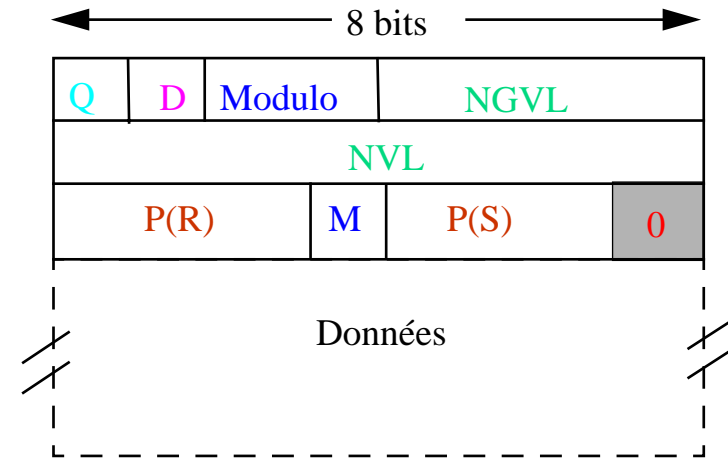 8 bits
Q D Modulo NGVL
NVL
P(R) M P(S) 0
Données